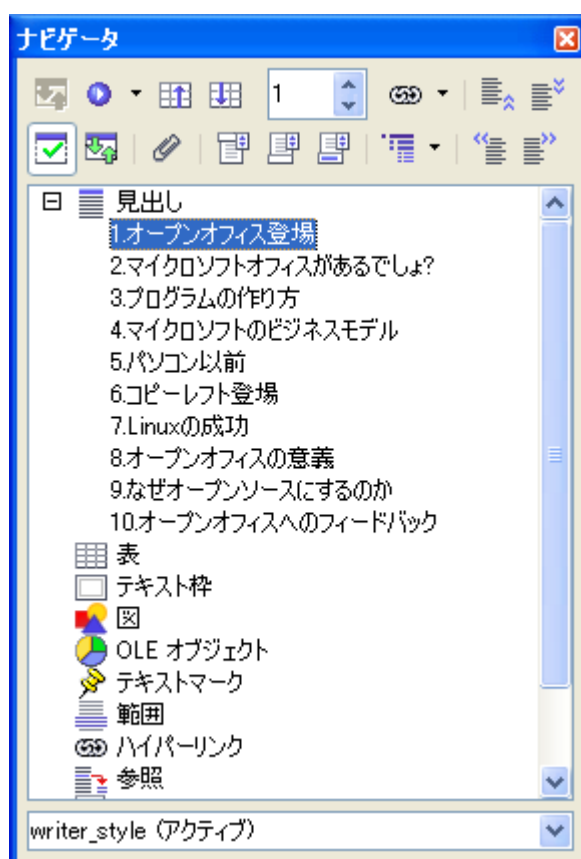 ナビゲータ
1
見出し
1.オープンオフィス登場
2.マイクロソフトオフィスがあるでしょ?
3.プログラムの作り方
4.マイクロソフトのビジネスモデル
5.パソコン以前
6.コピーレフト登場
7.Linuxの成功
8.オープンオフィスの意義
9.なぜオープンソースにするのか
10.オープンオフィスへのフィードバック
表
テキスト枠
図
OLE オブジェクト
テキストマーク
範囲
ハイパーリンク
参照
writer_style (アクティブ)